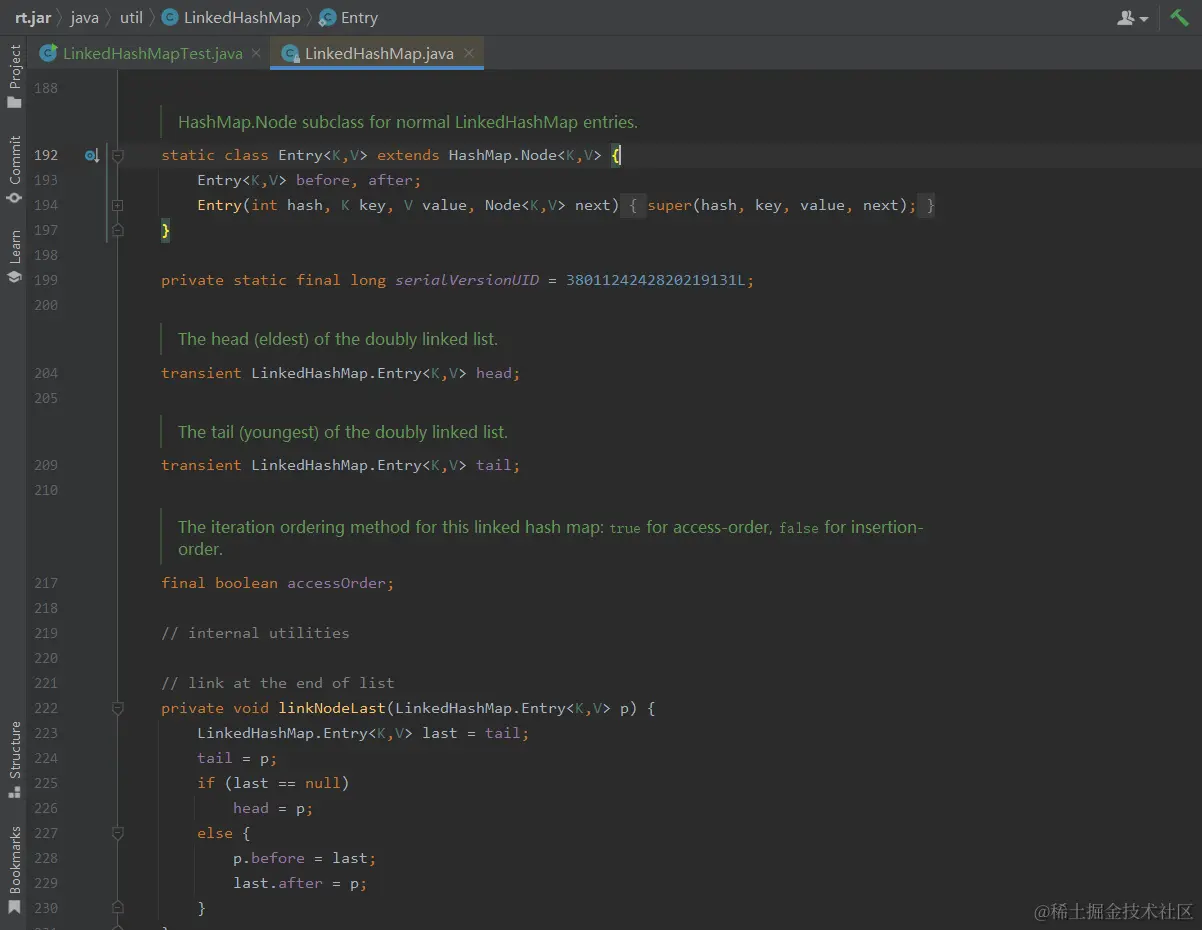 rt.jar java util LinkedHashMap Entry
LinkedHashMapTest.java LinkedHashMap.java
Project
Commit
Learn
Structure
Bookmarks
188
HashMap.Node subclass for normal LinkedHashMap entries.
192 static class Entry<K,V> extends HashMap.Node<K,V> {
193 Entry<K,V> before, after;
194 Entry(int hash, K key, V value, Node<K,V> next) { super(hash, key, value, next); }
197 }
198
199 private static final long serialVersionUID = 3801124242820219131L;
200
The head (eldest) of the doubly linked list.
204 transient LinkedHashMap.Entry<K,V> head;
205
The tail (youngest) of the doubly linked list.
209 transient LinkedHashMap.Entry<K,V> tail;
210
The iteration ordering method for this linked hash map: true for access-order, false for insertion-
order.
217 final boolean accessOrder;
218
219 // internal utilities
220
221 // link at the end of list
222 private void linkNodeLast(LinkedHashMap.Entry<K,V> p) {
223 LinkedHashMap.Entry<K,V> last = tail;
224 tail = p;
225 if (last == null)
226 head = p;
227 else {
228 p.before = last;
229 last.after = p;
230 }
@稀土掘金技术社区